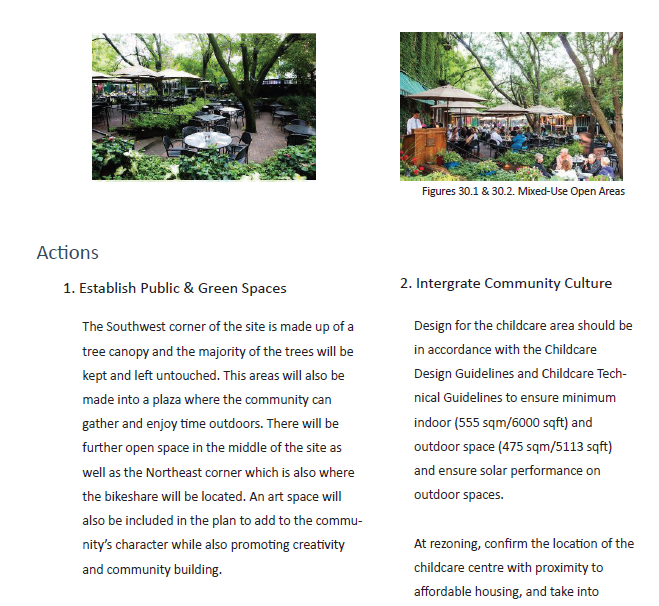 Figures 30.1 & 30.2. Mixed-Use Open Areas
Actions
1. Establish Public & Green Spaces
The Southwest corner of the site is made up of a
tree canopy and the majority of the trees will be
kept and left untouched. This areas will also be
made into a plaza where the community can
gather and enjoy time outdoors. There will be
further open space in the middle of the site as
well as the Northeast corner which is also where
the bikeshare will be located. An art space will
also be included in the plan to add to the commu-
nity’s character while also promoting creativity
and community building.
2. Intergrate Community Culture
Design for the childcare area should be
in accordance with the Childcare
Design Guidelines and Childcare Tech-
nical Guidelines to ensure minimum
indoor (555 sqm/6000 sqft) and
outdoor space (475 sqm/5113 sqft)
and ensure solar performance on
outdoor spaces.
At rezoning, confirm the location of the
childcare centre with proximity to
affordable housing, and take into